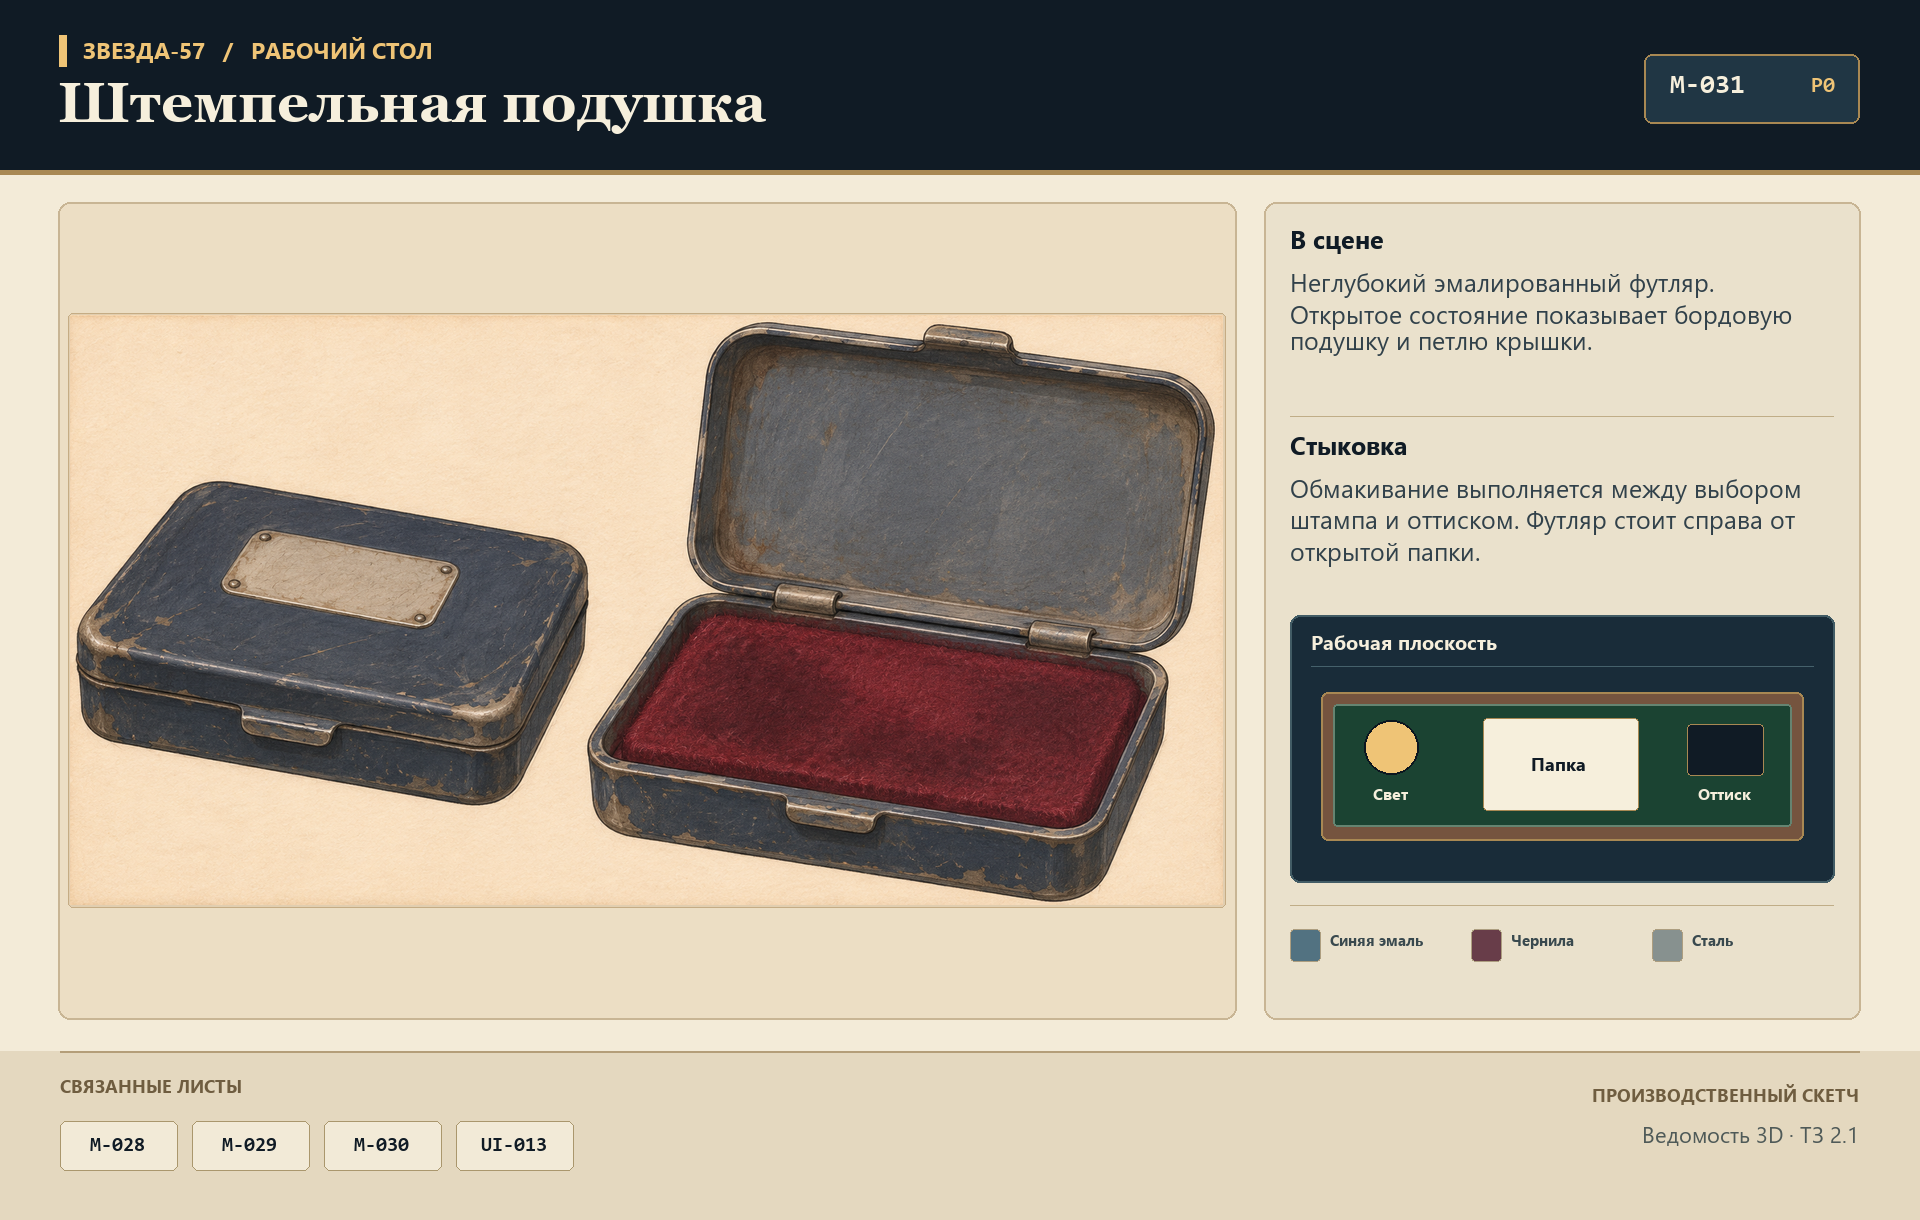 ЗВЕЗДА-57 / РАБОЧИЙ СТОЛ
Штемпельная подушка
М-031 P0
В сцене
Неглубокий эмалированный футляр.
Открытое состояние показывает бордовую
подушку и петлю крышки.
Стыковка
Обмакивание выполняется между выбором
штампа и оттиском. Футляр стоит справа от
открытой папки.
Рабочая плоскость
Папка
Свет
Оттиск
Синяя эмаль
Чернила
Сталь
СВЯЗАННЫЕ ЛИСТЫ
М-028
М-029
М-030
UI-013
ПРОИЗВОДСТВЕННЫЙ СКЕТЧ
Ведомость 3D · ТЗ 2.1